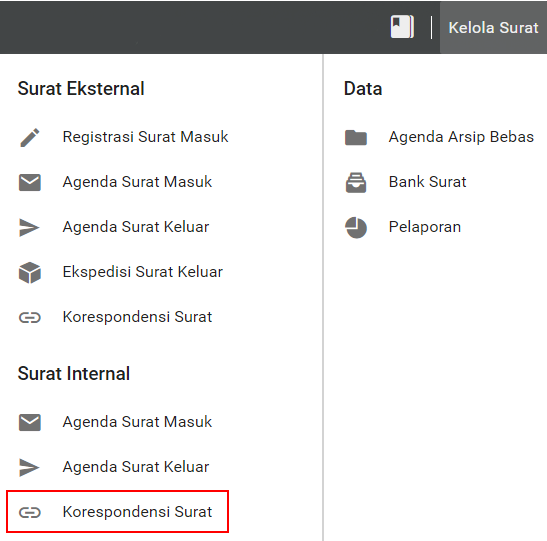 Kelola Surat
Surat Eksternal
Registrasi Surat Masuk
Agenda Surat Masuk
Agenda Surat Keluar
Ekspedisi Surat Keluar
Korespondensi Surat
Surat Internal
Agenda Surat Masuk
Agenda Surat Keluar
Korespondensi Surat
Data
Agenda Arsip Bebas
Bank Surat
Pelaporan